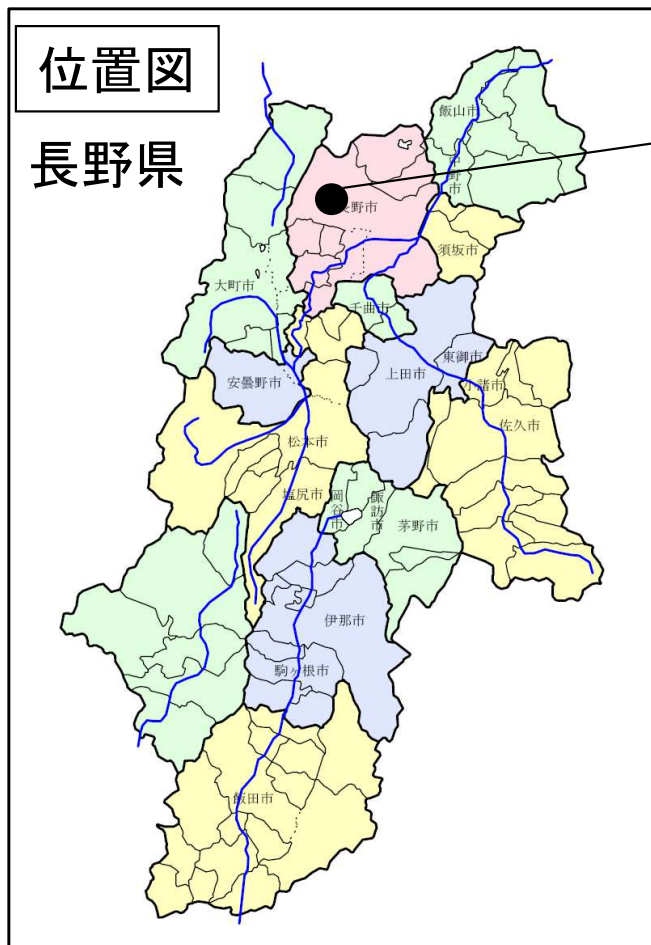 位置図
長野県
飯山市
中野市
長野市
須坂市
大町市
千曲市
東御市
上田市
小諸市
安曇野市
佐久市
松本市
塩尻市
岡谷市
諏訪市
茅野市
伊那市
駒ヶ根市
飯田市